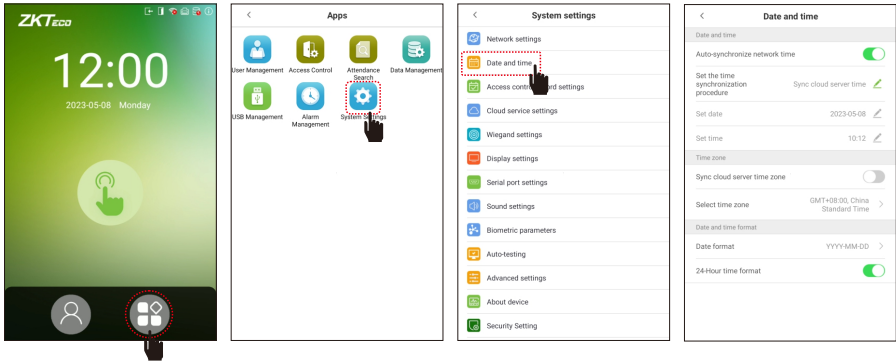 ZKTeco
12:00
2023-05-08 Monday
Apps
User Management
Access Control
Attendance
Search
Data Management
USB Management
Alarm
Management
System Settings
System settings
Network settings
Date and time
Access control record settings
Cloud service settings
Wiegand settings
Display settings
Serial port settings
Sound settings
Biometric parameters
Auto-testing
Advanced settings
About device
Security Setting
Date and time
Date and time
Auto-synchronize network time
Set the time
synchronization
procedure
Sync cloud server time
Set date 2023-05-08
Set time 10:12
Time zone
Sync cloud server time zone
Select time zone
GMT+08:00, China
Standard Time
Date and time format
Date format YYYY-MM-DD
24-Hour time format